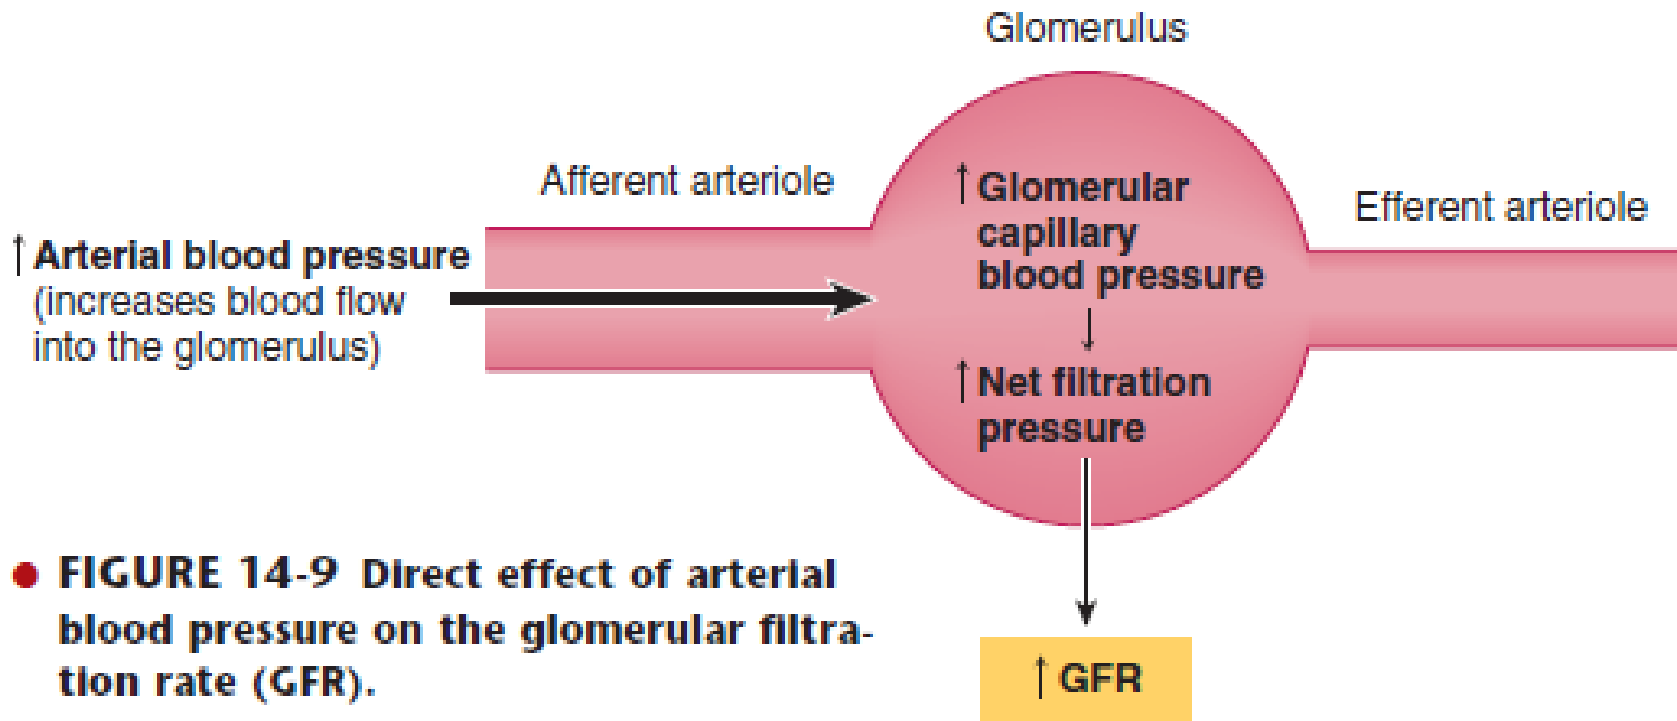 Glomerulus
Afferent arteriole
Efferent arteriole
↑ Arterial blood pressure
(increases blood flow
into the glomerulus)
↑ Glomerular
capillary
blood pressure
↓
↑ Net filtration
pressure
↑ GFR
● FIGURE 14-9 Direct effect of arterial
blood pressure on the glomerular filtra-
tion rate (GFR).